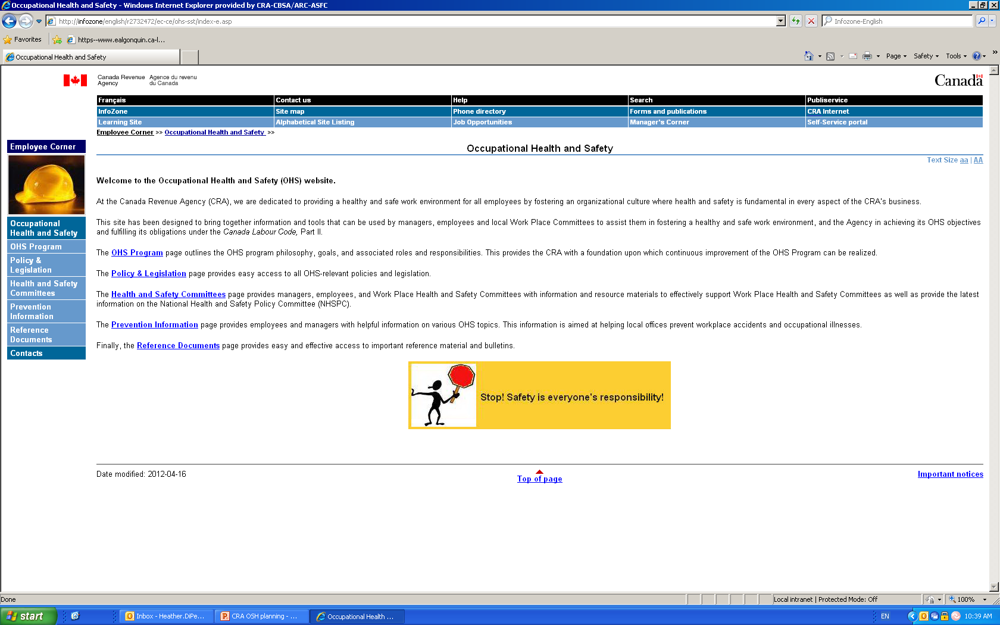 Occupational Health and Safety - Windows Internet Explorer provided by CRA-CBSA/ARC-ASFC
http://infozone/english/r2732472/ec-ce/ohs-sst/index-e.asp
Infozone-English
Favorites
https--www.ealgonquin.ca-l...
Occupational Health and Safety
Page
Safety
Tools
Canada Revenue Agency
Agence du revenu du Canada
Canada
Français Contact us Help Search Publiservice
InfoZone Site map Phone directory Forms and publications CRA Internet
Learning Site Alphabetical Site Listing Job Opportunities Manager's Corner Self-Service portal
Employee Corner >> Occupational Health and Safety >>
Employee Corner
Occupational
Health and Safety
OHS Program
Policy &
Legislation
Health and Safety
Committees
Prevention
Information
Reference
Documents
Contacts
Occupational Health and Safety
Text Size aa | AA
Welcome to the Occupational Health and Safety (OHS) website.
At the Canada Revenue Agency (CRA), we are dedicated to providing a healthy and safe work environment for all employees by fostering an organizational culture where health and safety is fundamental in every aspect of the CRA's business.
This site has been designed to bring together information and tools that can be used by managers, employees and local Work Place Committees to assist them in fostering a healthy and safe work environment, and the Agency in achieving its OHS objectives
and fulfilling its obligations under the Canada Labour Code, Part II.
The OHS Program page outlines the OHS program philosophy, goals, and associated roles and responsibilities. This provides the CRA with a foundation upon which continuous improvement of the OHS Program can be realized.
The Policy & Legislation page provides easy access to all OHS-relevant policies and legislation.
The Health and Safety Committees page provides managers, employees, and Work Place Health and Safety Committees with information and resource materials to effectively support Work Place Health and Safety Committees as well as provide the latest
information on the National Health and Safety Policy Committee (NHSPC).
The Prevention Information page provides employees and managers with helpful information on various OHS topics. This information is aimed at helping local offices prevent workplace accidents and occupational illnesses.
Finally, the Reference Documents page provides easy and effective access to important reference material and bulletins.
Stop! Safety is everyone's responsibility!
Date modified: 2012-04-16
Top of page
Important notices
Done
Local intranet | Protected Mode: Off
100%
start
Inbox - Heather.DiPe...
CRA OSH planning - ...
Occupational Health ...
EN
10:39 AM